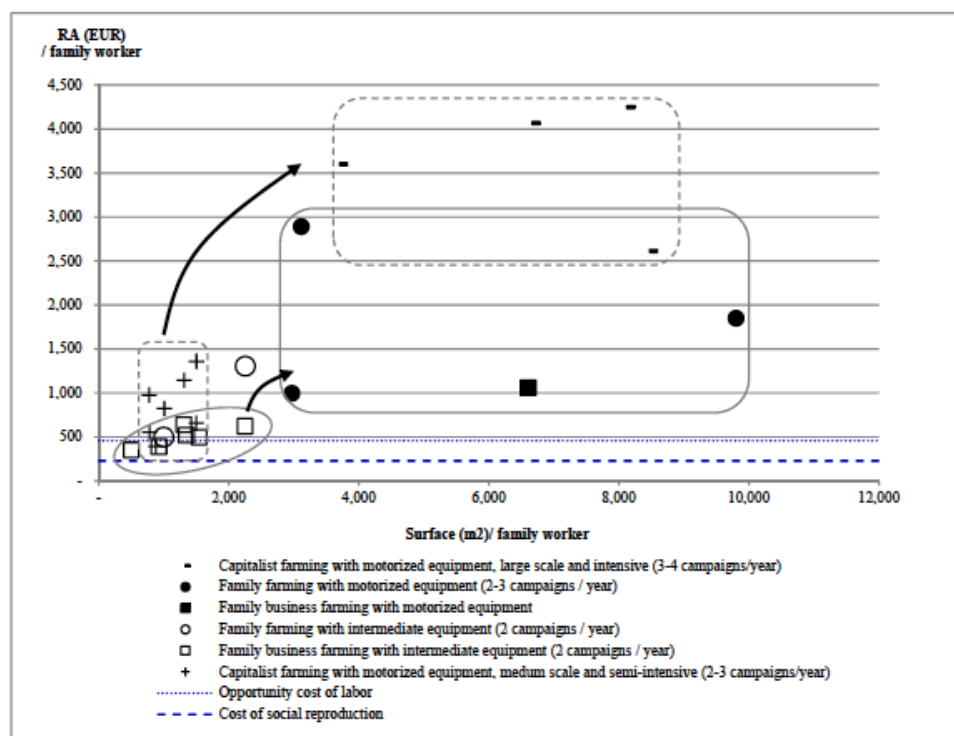 RA (EUR)
/ family worker
4,500
4,000
3,500
3,000
2,500
2,000
1,500
1,000
500
-
- 2,000 4,000 6,000 8,000 10,000 12,000
Surface (m2)/ family worker
Capitalist farming with motorized equipment, large scale and intensive (3-4 campaigns/year)
Family farming with motorized equipment (2-3 campaigns / year)
Family business farming with motorized equipment
Family farming with intermediate equipment (2 campaigns / year)
Family business farming with intermediate equipment (2 campaigns / year)
Capitalist farming with motorized equipment, medum scale and semi-intensive (2-3 campaigns/year)
Opportunity cost of labor
Cost of social reproduction